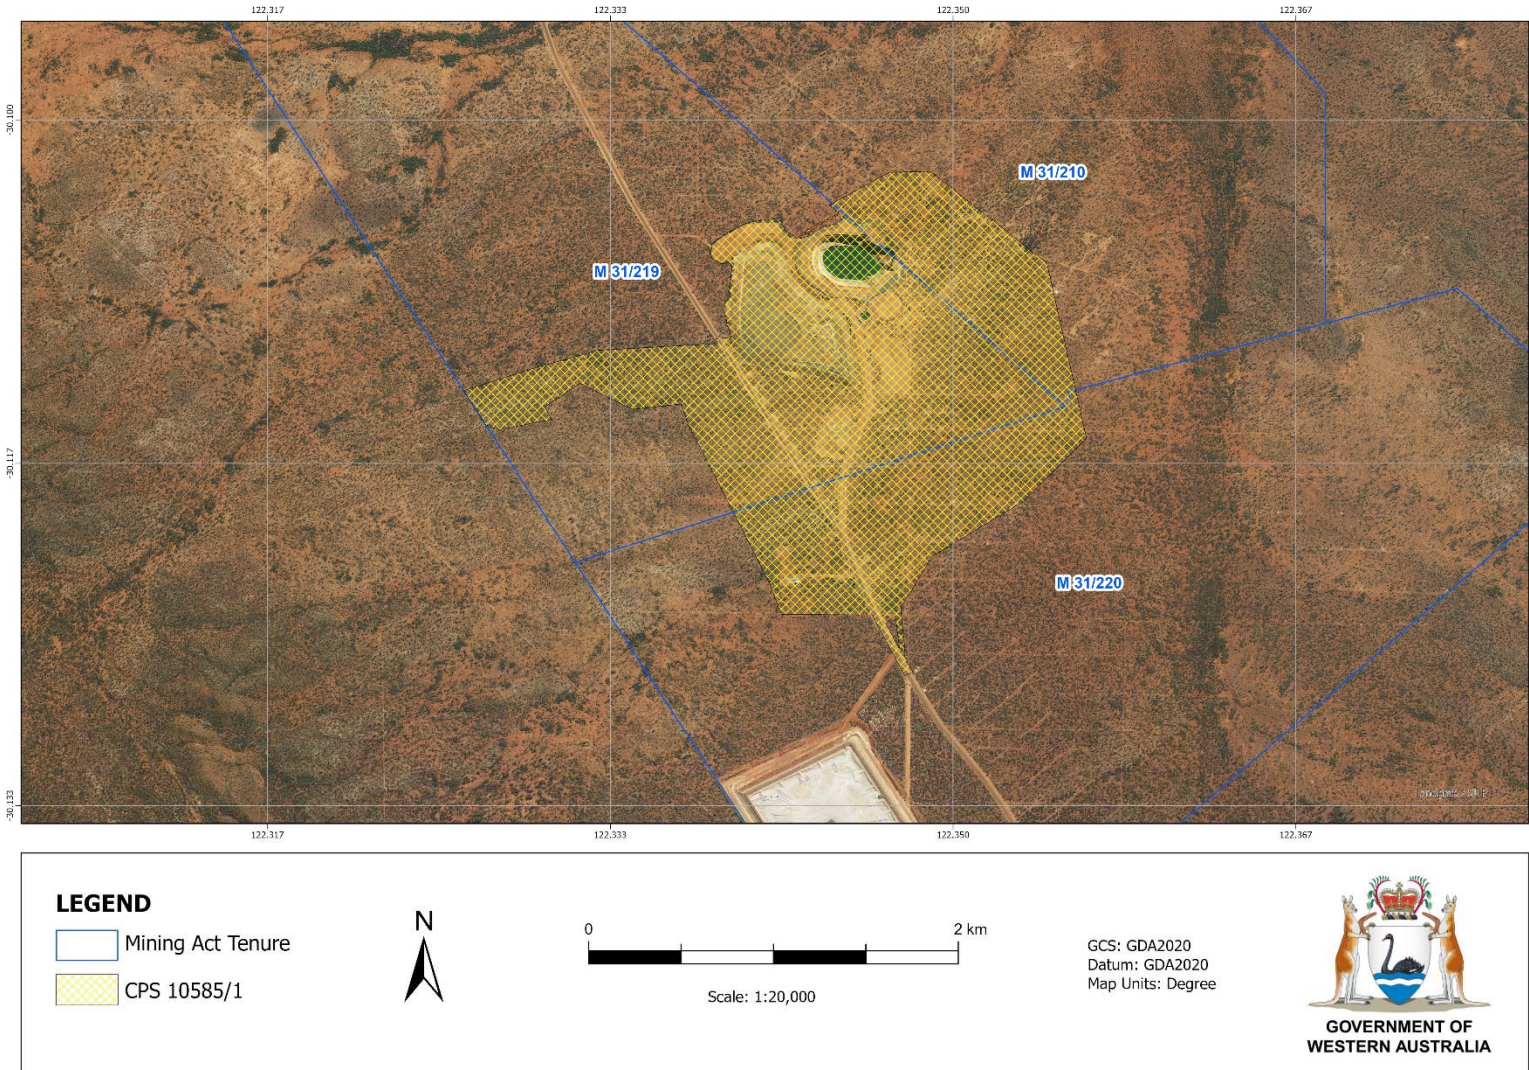 122.317 122.333 122.350 122.367
-30.100
M 31/210
M 31/219
-30.117
M 31/220
-30.133
122.317 122.333 122.350 122.367
LEGEND
Mining Act Tenure
CPS 10585/1
N
0 2 km
Scale: 1:20,000
GCS: GDA2020
Datum: GDA2020
Map Units: Degree
GOVERNMENT OF
WESTERN AUSTRALIA